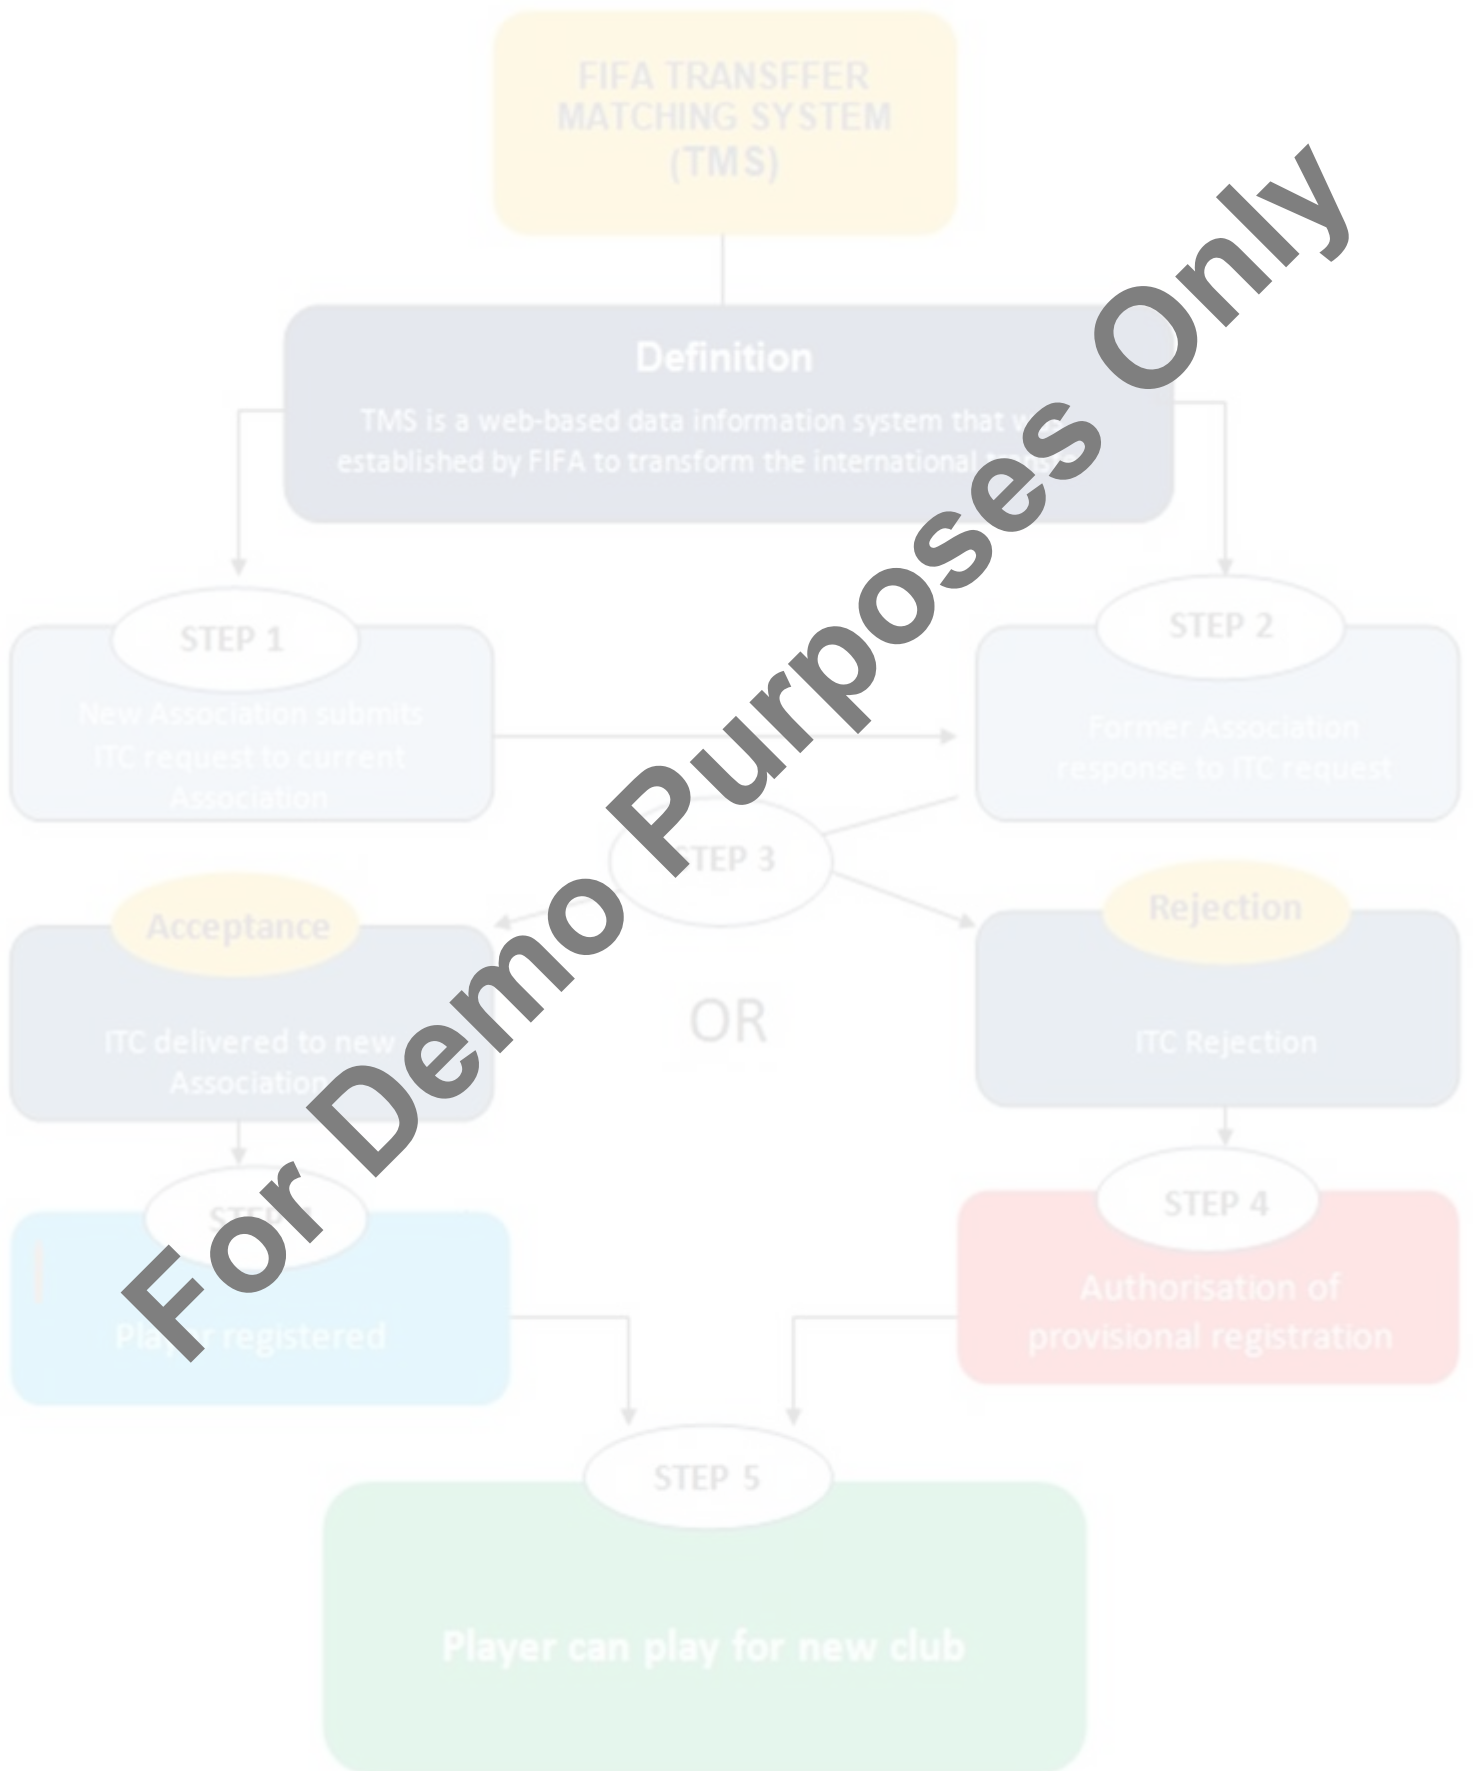 FIFA TRANSFFER
MATCHING SYSTEM
(TMS)
Definition
TMS is a web-based data information system that
established by FIFA to transform the international
STEP 1
New Association submits
ITC request to current
Association
STEP 2
Former Association
response to ITC request
STEP 3
Acceptance
ITC delivered to new
Association
OR
Rejection
ITC Rejection
Player registered
STEP 4
Authorisation of
provisional registration
STEP 5
Player can play for new club
For Demo Purposes Only